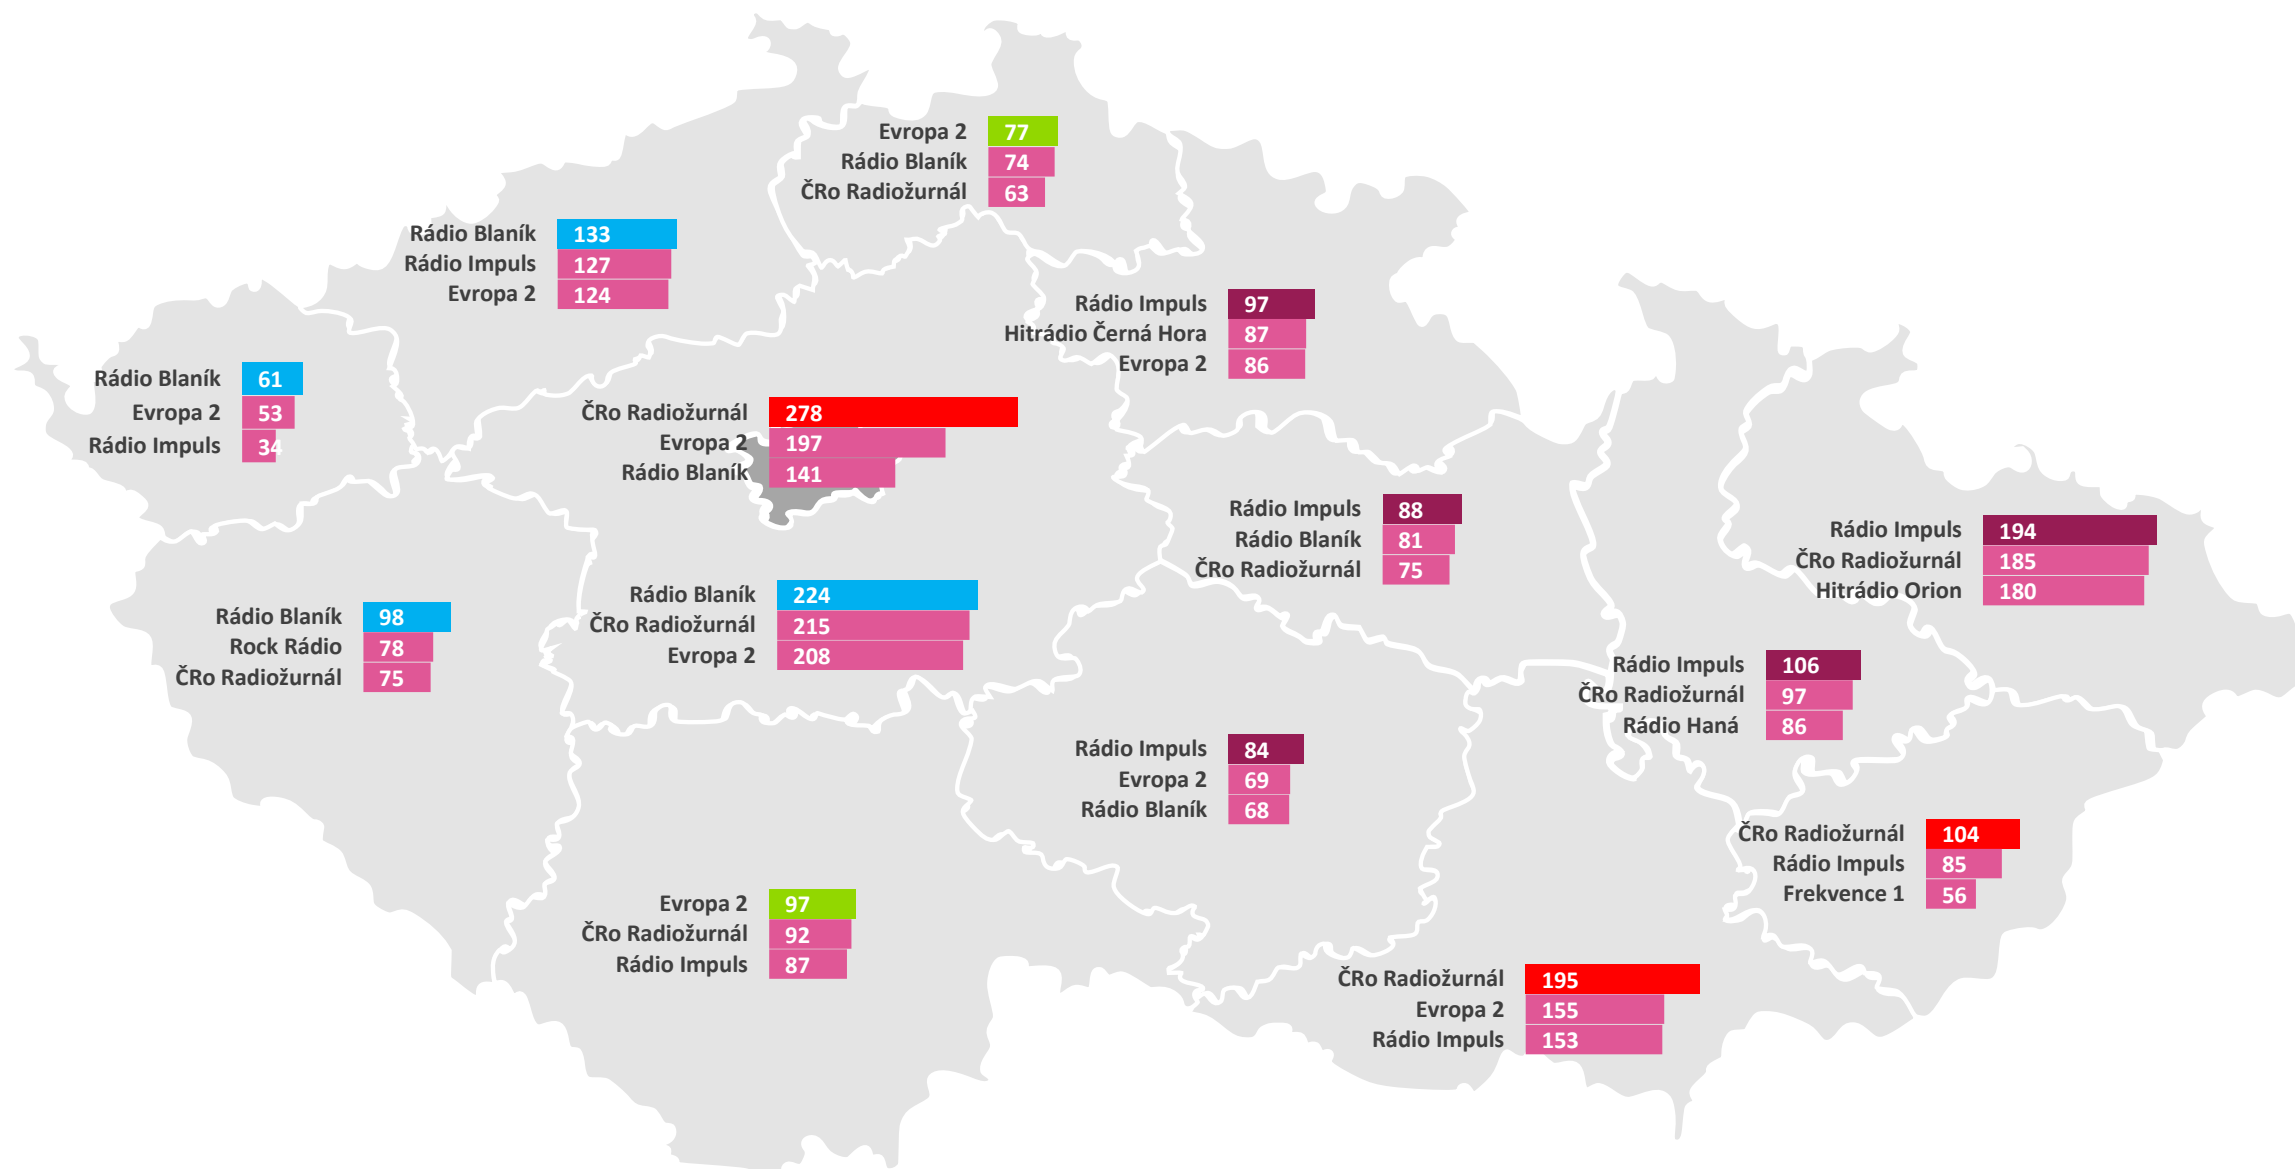 Evropa 2 77
Rádio Blaník 74
ČRo Radiožurnál 63
Rádio Blaník 133
Rádio Impuls 127
Evropa 2 124
Rádio Impuls 97
Hitrádio Černá Hora 87
Evropa 2 86
Rádio Blaník 61
Evropa 2 53
Rádio Impuls 34
ČRo Radiožurnál 278
Evropa 2 197
Rádio Blaník 141
Rádio Impuls 88
Rádio Blaník 81
ČRo Radiožurnál 75
Rádio Impuls 194
ČRo Radiožurnál 185
Hitrádio Orion 180
Rádio Blaník 224
ČRo Radiožurnál 215
Evropa 2 208
Rádio Blaník 98
Rock Rádio 78
ČRo Radiožurnál 75
Rádio Impuls 106
ČRo Radiožurnál 97
Rádio Haná 86
Rádio Impuls 84
Evropa 2 69
Rádio Blaník 68
ČRo Radiožurnál 104
Rádio Impuls 85
Frekvence 1 56
Evropa 2 97
ČRo Radiožurnál 92
Rádio Impuls 87
ČRo Radiožurnál 195
Evropa 2 155
Rádio Impuls 153